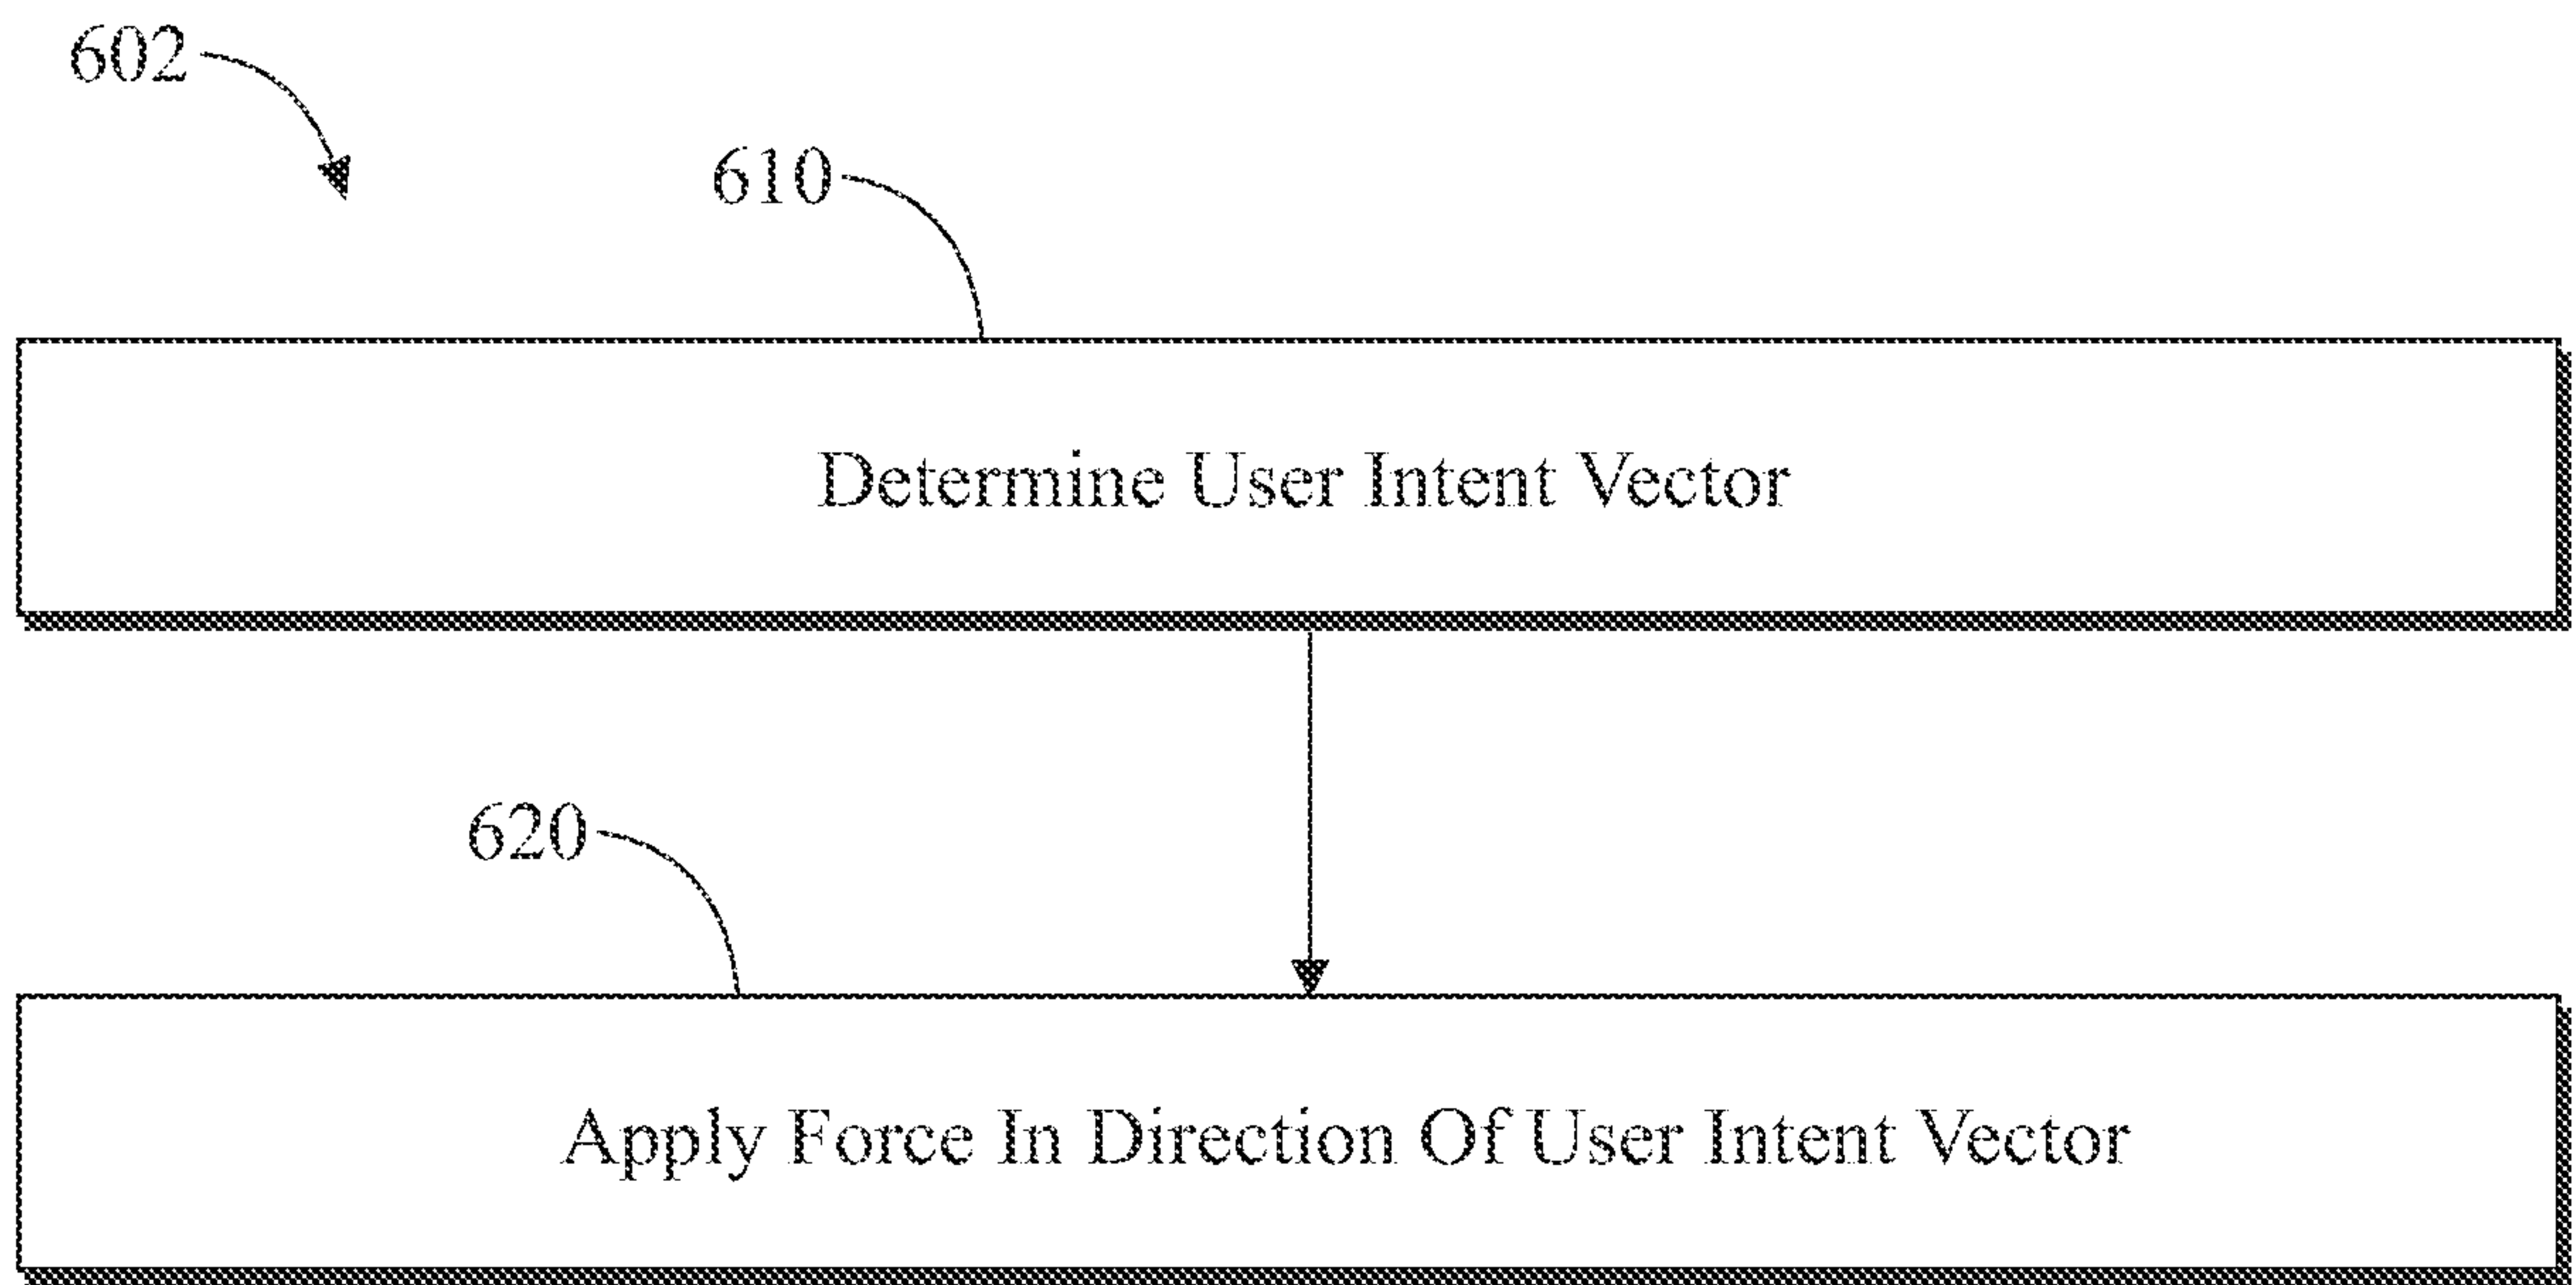 602
610
Determine User Intent Vector
620
Apply Force In Direction Of User Intent Vector